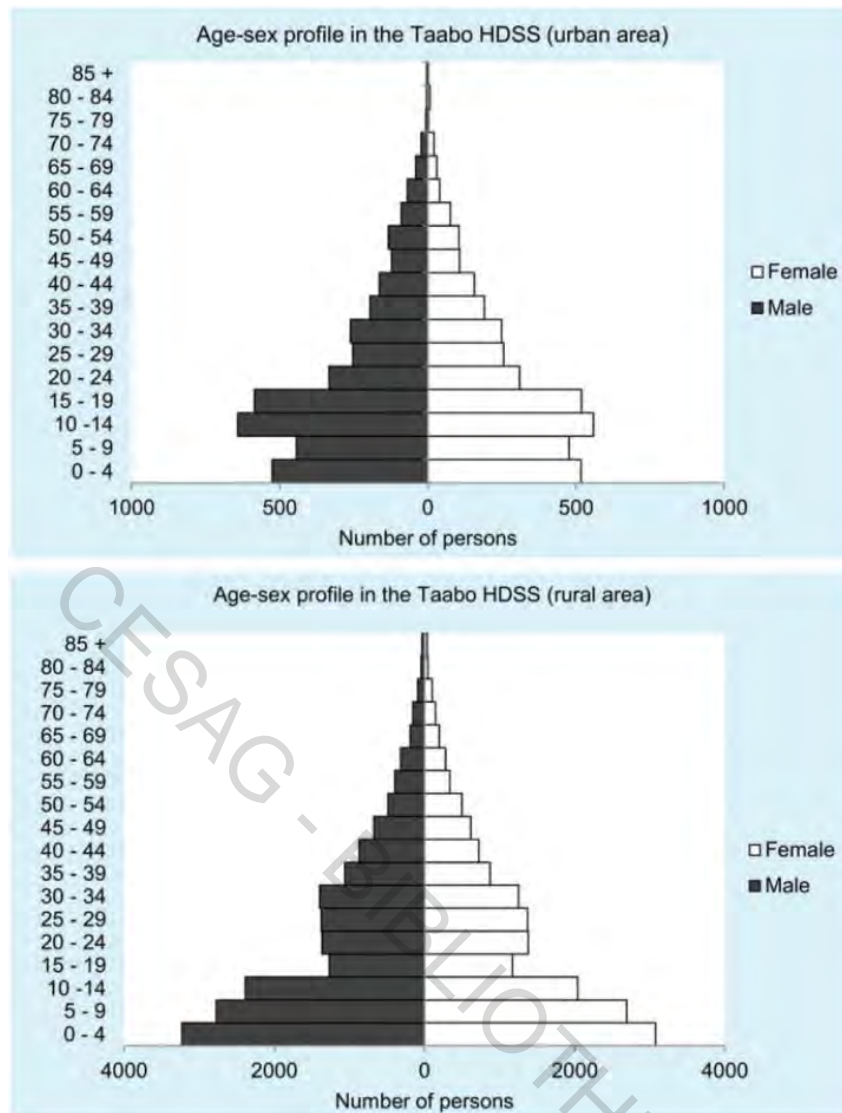 Age-sex profile in the Taabo HDSS (urban area)
85 +
80 - 84
75 - 79
70 - 74
65 - 69
60 - 64
55 - 59
50 - 54
45 - 49
40 - 44
35 - 39
30 - 34
25 - 29
20 - 24
15 - 19
10 -14
5 - 9
0 - 4
Female
Male
1000 500 0 500 1000
Number of persons
Age-sex profile in the Taabo HDSS (rural area)
85 +
80 - 84
75 - 79
70 - 74
65 - 69
60 - 64
55 - 59
50 - 54
45 - 49
40 - 44
35 - 39
30 - 34
25 - 29
20 - 24
15 - 19
10 -14
5 - 9
0 - 4
Female
Male
4000 2000 0 2000 4000
Number of persons
CESAG - BIBLIOTH